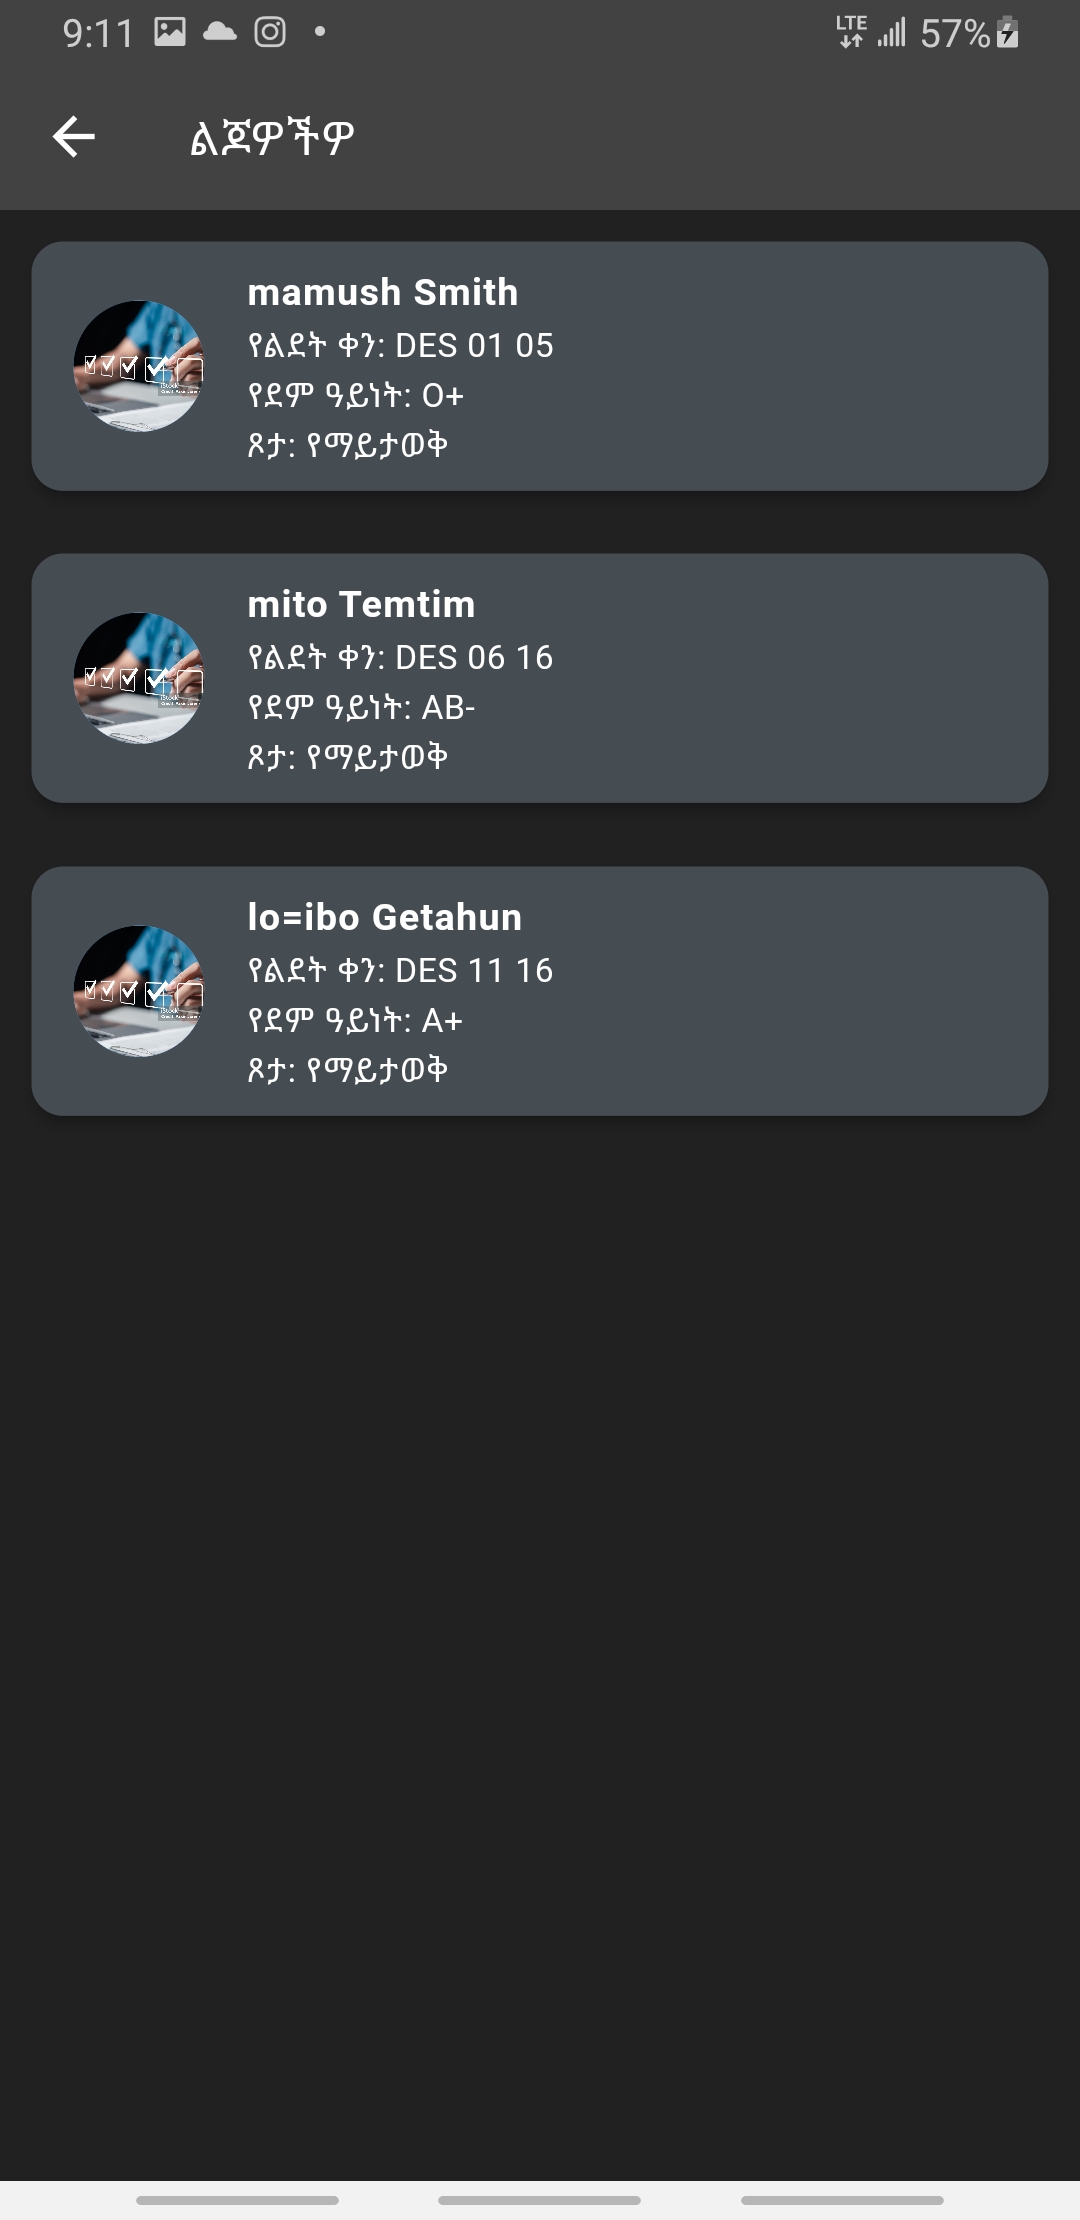 9:11
LTE
57%
ልጆዎችዎ
mamush Smith
የልደት ቀን: DES 01 05
የደም ዓይነት: O+
ጾታ: የማይታወቅ
mito Temtim
የልደት ቀን: DES 06 16
የደም ዓይነት: AB-
ጾታ: የማይታወቅ
lo=ibo Getahun
የልደት ቀን: DES 11 16
የደም ዓይነት: A+
ጾታ: የማይታወቅ